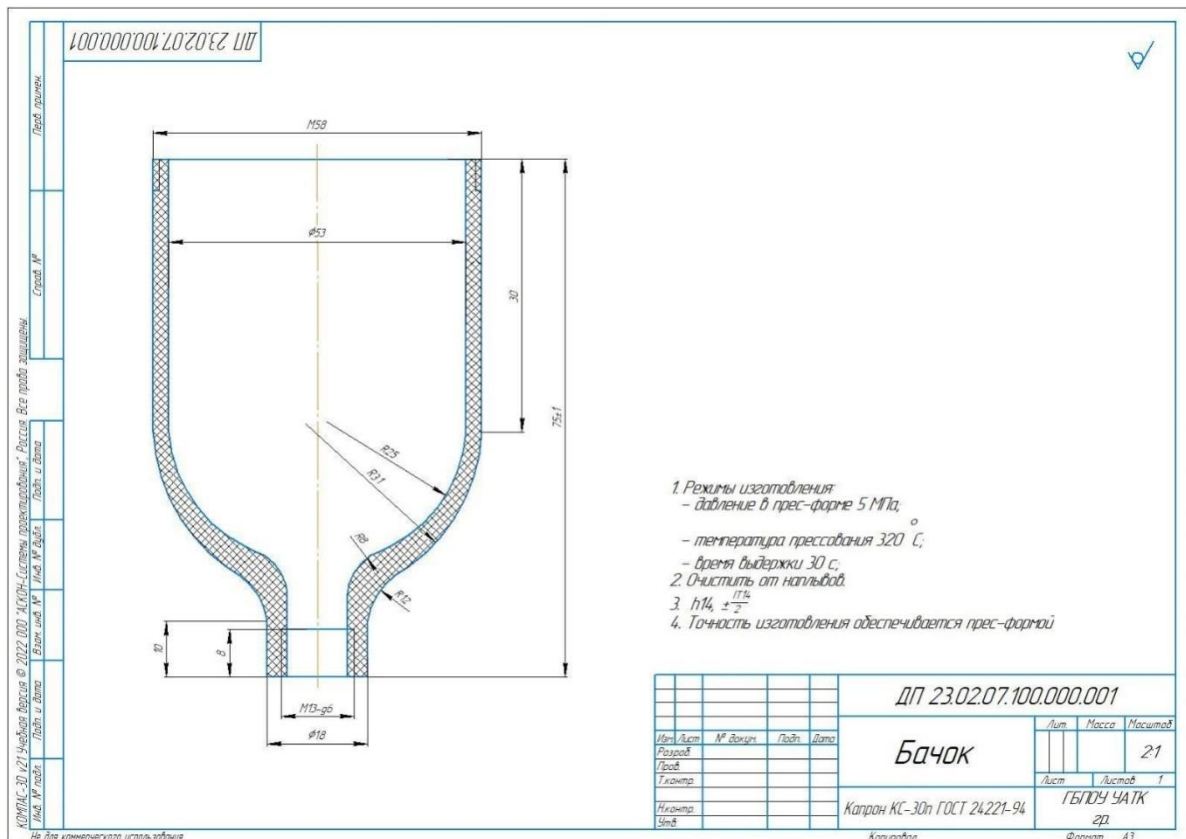 ДП 23.02.07.100.000.001
Перв. примен.
Справ. №
Подп. и дата
Инв. № дубл.
Взам. инв. №
Подп. и дата
Инв. № подл.
КОМПАС-3D v21 Учебная версия © 2022 ООО "АСКОН-Системы проектирования", Россия. Все права защищены.
M58
Ø53
30
75±1
R25
R31
R8
R12
10
8
M13-g6
Ø18
1. Режимы изготовления:
- давление в прес-форме 5 МПа;
- температура прессования 320 °С;
- время выдержки 30 с;
2. Очистить от наплывов.
3. h14, ±IT14/2
4. Точность изготовления обеспечивается прес-формой
ДП 23.02.07.100.000.001
Изм. Лист № докум. Подп. Дата
Разраб.
Пров.
Т.контр.
Н.контр.
Утв.
Бачок
Лит. Масса Масштаб
2:1
Лист Листов 1
Капрон КС-30п ГОСТ 24221-94
ГБПОУ УАТК
гр.
Не для коммерческого использования
Копировал
Формат А3